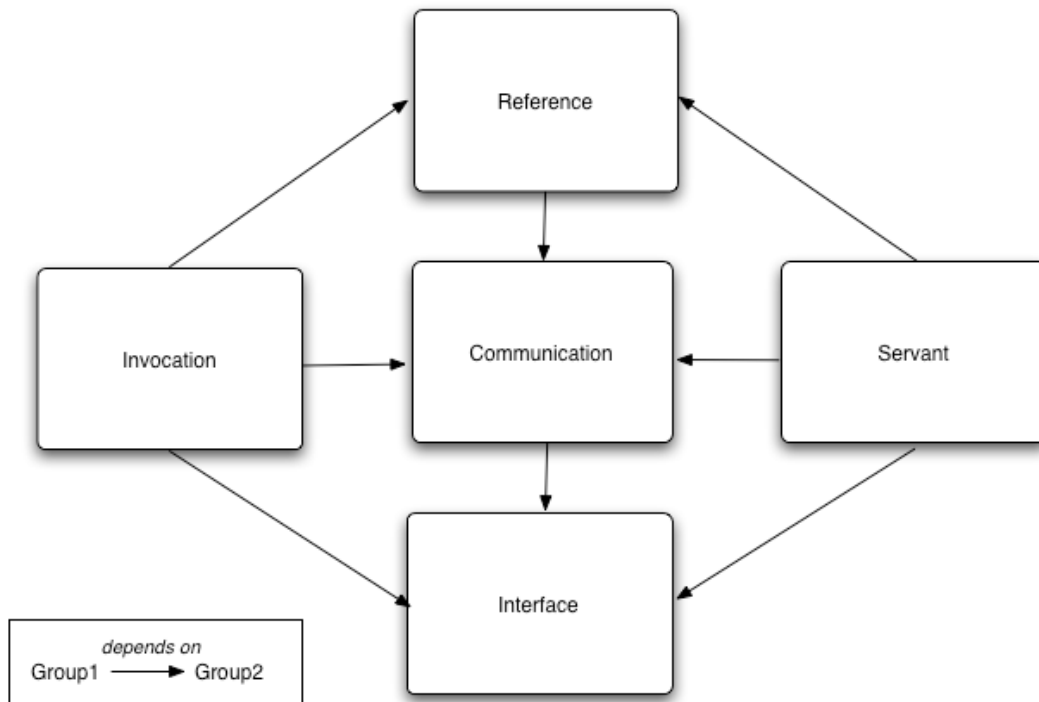 Reference
Invocation
Communication
Servant
Interface
depends on
Group1 Group2